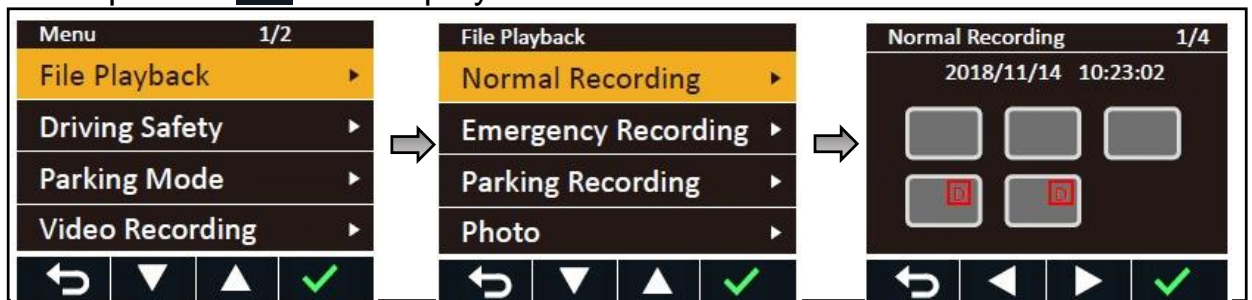 Menu 1/2
File Playback
Driving Safety
Parking Mode
Video Recording
File Playback
Normal Recording
Emergency Recording
Parking Recording
Photo
Normal Recording 1/4
2018/11/14 10:23:02
D D